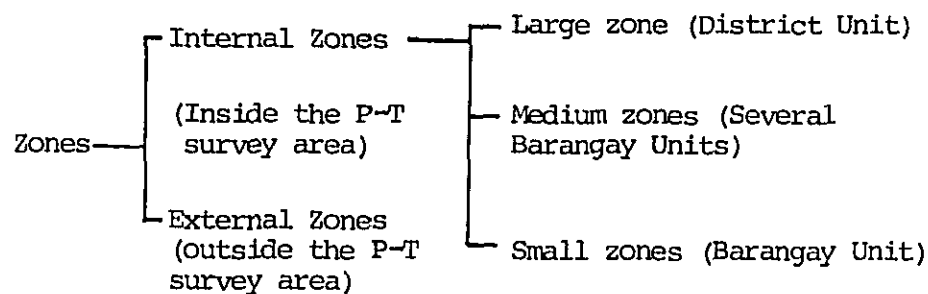 Zones
Internal Zones
(Inside the P-T
survey area)
External Zones
(outside the P-T
survey area)
Large zone (District Unit)
Medium zones (Several
Barangay Units)
Small zones (Barangay Unit)